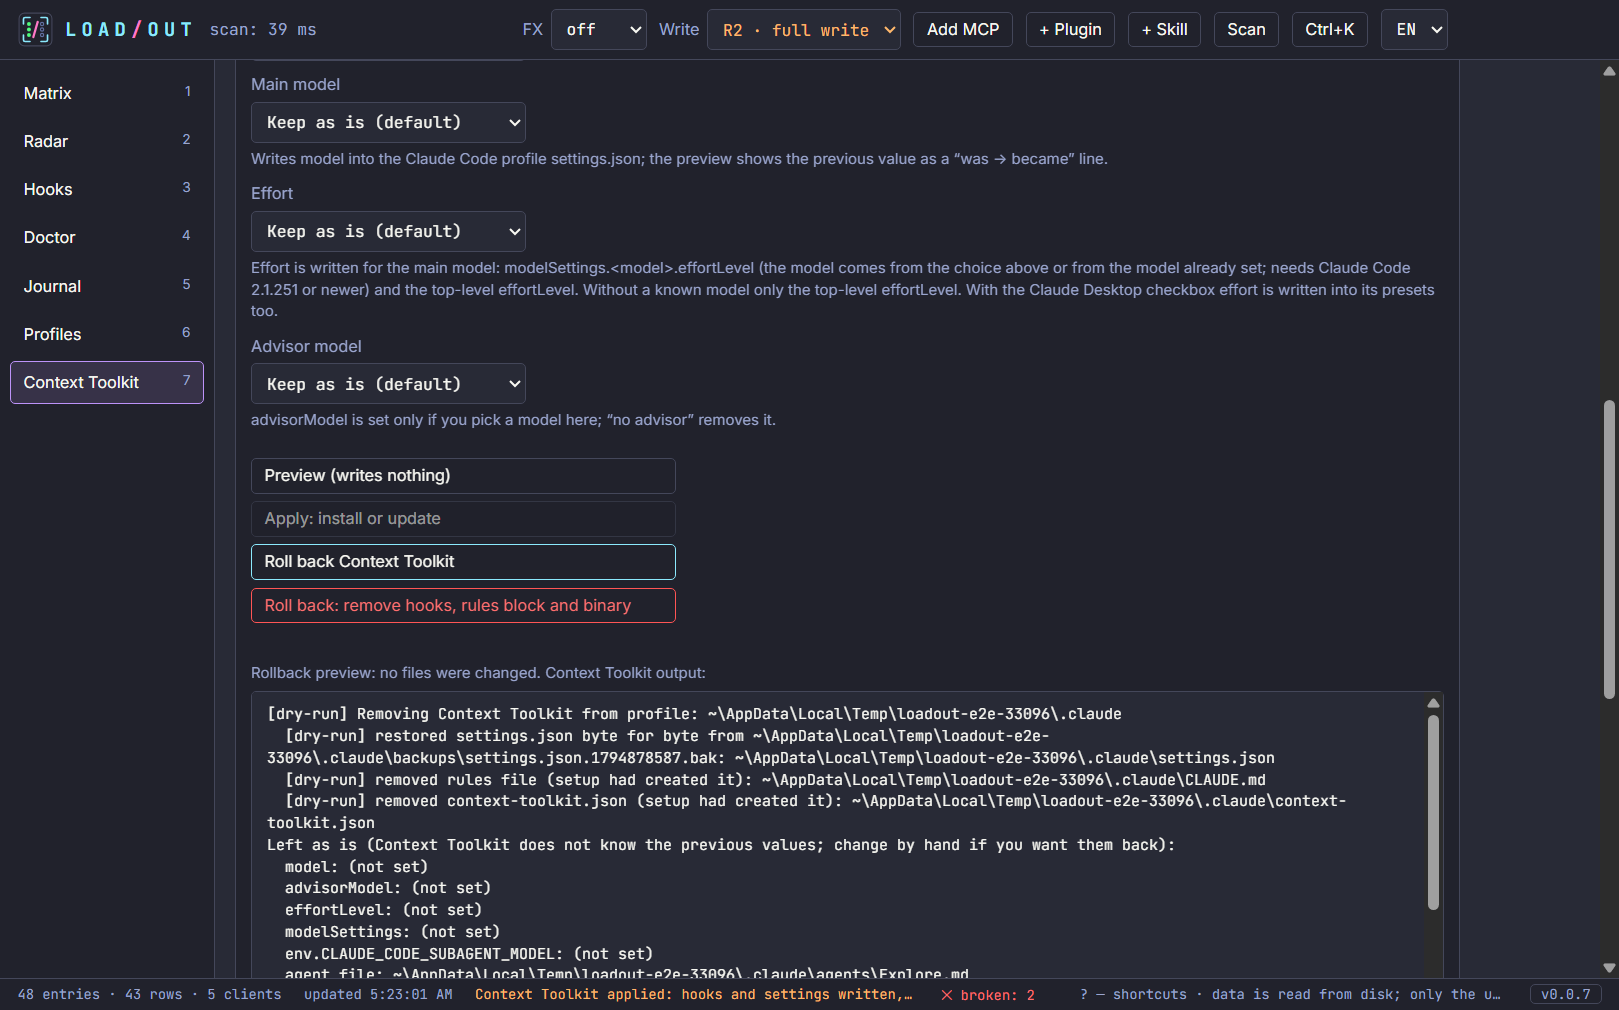 LOAD/OUT scan: 39 ms FX off Write R2 · full write Add MCP + Plugin + Skill Scan Ctrl+K EN
Matrix 1
Radar 2
Hooks 3
Doctor 4
Journal 5
Profiles 6
Context Toolkit 7
Main model
Keep as is (default)
Writes model into the Claude Code profile settings.json; the preview shows the previous value as a “was → became” line.
Effort
Keep as is (default)
Effort is written for the main model: modelSettings.<model>.effortLevel (the model comes from the choice above or from the model already set; needs Claude Code
2.1.251 or newer) and the top-level effortLevel. Without a known model only the top-level effortLevel. With the Claude Desktop checkbox effort is written into its presets
too.
Advisor model
Keep as is (default)
advisorModel is set only if you pick a model here; “no advisor” removes it.
Preview (writes nothing)
Apply: install or update
Roll back Context Toolkit
Roll back: remove hooks, rules block and binary
Rollback preview: no files were changed. Context Toolkit output:
[dry-run] Removing Context Toolkit from profile: ~\AppData\Local\Temp\loadout-e2e-33096\.claude
[dry-run] restored settings.json byte for byte from ~\AppData\Local\Temp\loadout-e2e-
33096\.claude\backups\settings.json.1794878587.bak: ~\AppData\Local\Temp\loadout-e2e-33096\.claude\settings.json
[dry-run] removed rules file (setup had created it): ~\AppData\Local\Temp\loadout-e2e-33096\.claude\CLAUDE.md
[dry-run] removed context-toolkit.json (setup had created it): ~\AppData\Local\Temp\loadout-e2e-33096\.claude\context-
toolkit.json
Left as is (Context Toolkit does not know the previous values; change by hand if you want them back):
model: (not set)
advisorModel: (not set)
effortLevel: (not set)
modelSettings: (not set)
env.CLAUDE_CODE_SUBAGENT_MODEL: (not set)
agent file: ~\AppData\Local\Temp\loadout-e2e-33096\.claude\agents\Explore.md
48 entries · 43 rows · 5 clients updated 5:23:01 AM Context Toolkit applied: hooks and settings written,… ✕ broken: 2 ? — shortcuts · data is read from disk; only the u… v0.0.7